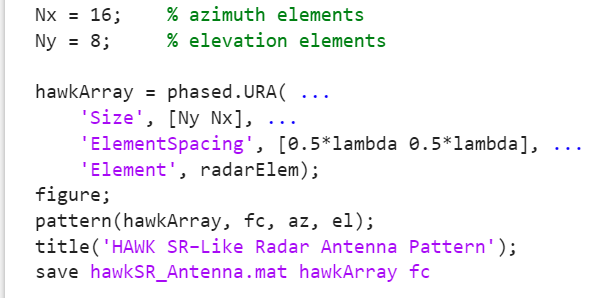 Nx = 16;    % azimuth elements
Ny = 8;     % elevation elements

hawkArray = phased.URA( ...
    'Size', [Ny Nx], ...
    'ElementSpacing', [0.5*lambda 0.5*lambda], ...
    'Element', radarElem);
figure;
pattern(hawkArray, fc, az, el);
title('HAWK SR-Like Radar Antenna Pattern');
save hawkSR_Antenna.mat hawkArray fc